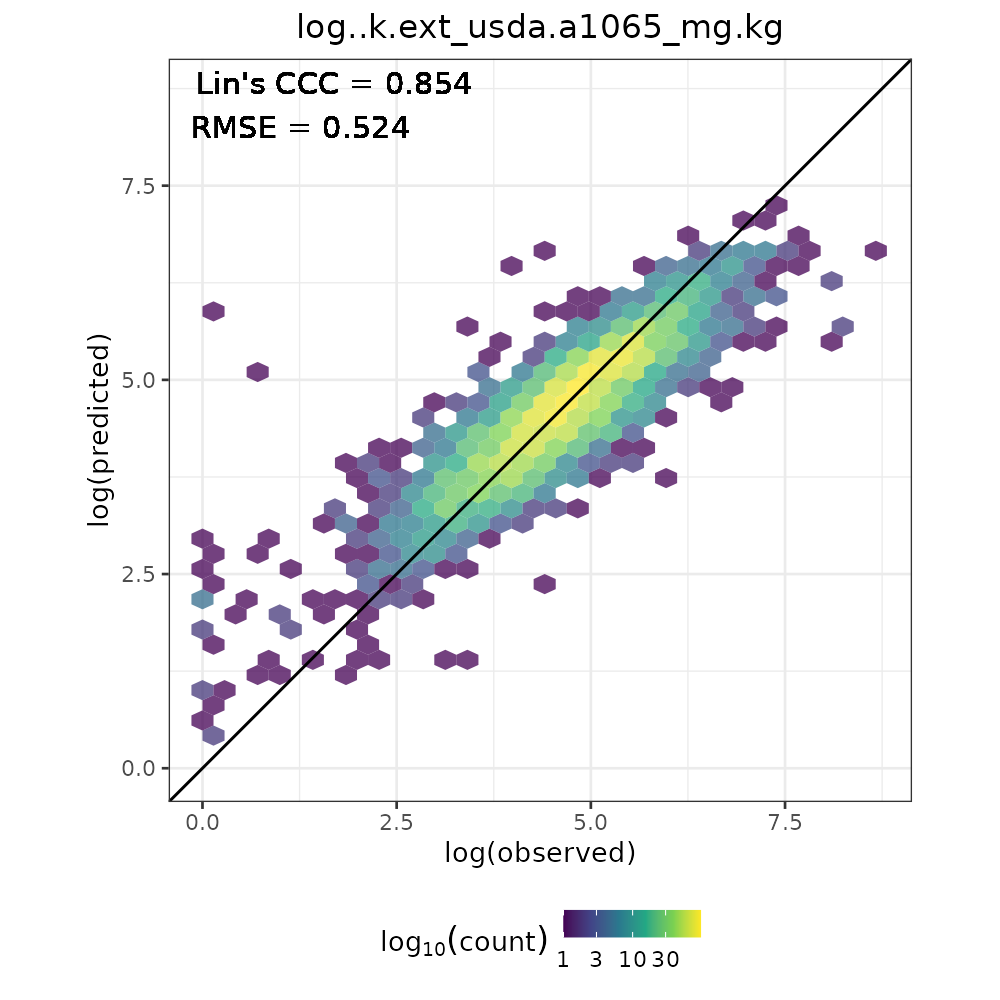 log..k.ext_usda.a1065_mg.kg
Lin's CCC = 0.854
RMSE = 0.524
log(predicted)
7.5
5.0
2.5
0.0
0.0 2.5 5.0 7.5
log(observed)
log₁₀(count)
1 3 10 30